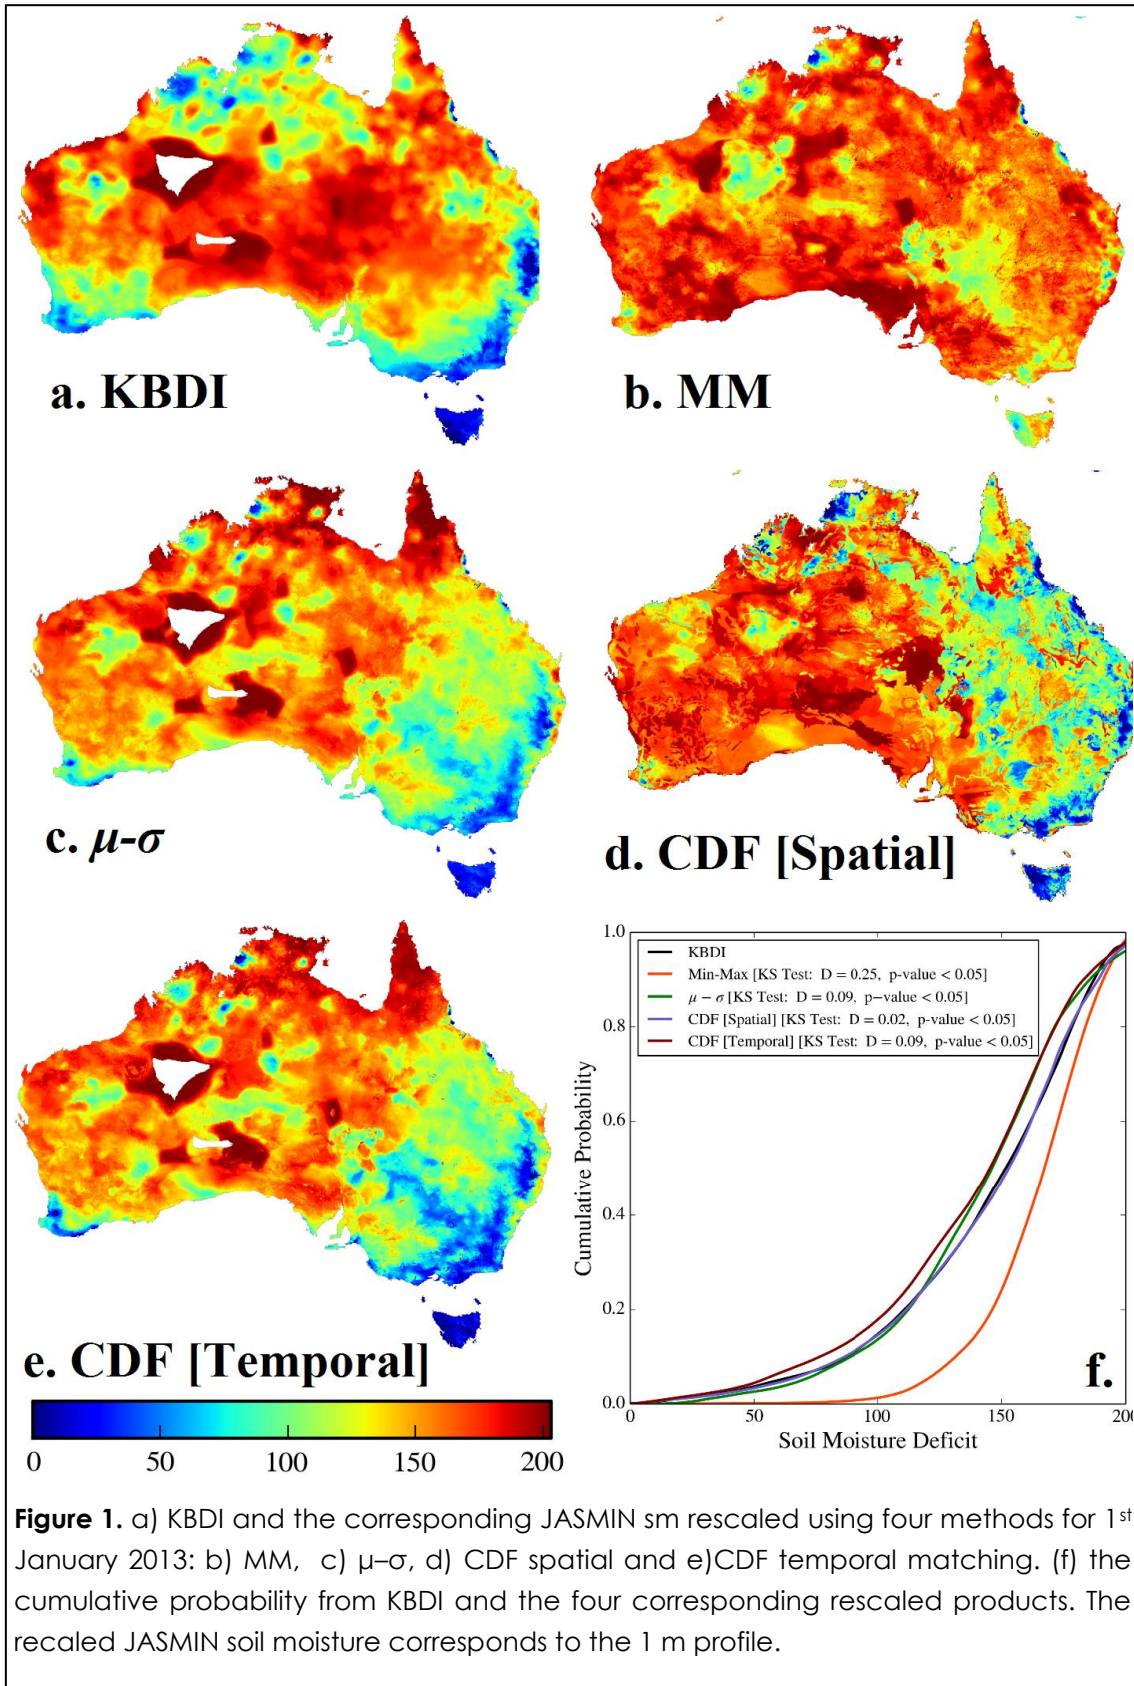 a. KBDI
b. MM
c. μ-σ
d. CDF [Spatial]
e. CDF [Temporal]
0 50 100 150 200
1.0
0.8
0.6
0.4
0.2
0.0
Cumulative Probability
KBDI
Min-Max [KS Test: D = 0.25, p-value < 0.05]
μ − σ [KS Test: D = 0.09, p−value < 0.05]
CDF [Spatial] [KS Test: D = 0.02, p-value < 0.05]
CDF [Temporal] [KS Test: D = 0.09, p-value < 0.05]
f.
0 50 100 150 200
Soil Moisture Deficit
Figure 1. a) KBDI and the corresponding JASMIN sm rescaled using four methods for 1st
January 2013: b) MM, c) μ–σ, d) CDF spatial and e)CDF temporal matching. (f) the
cumulative probability from KBDI and the four corresponding rescaled products. The
recaled JASMIN soil moisture corresponds to the 1 m profile.